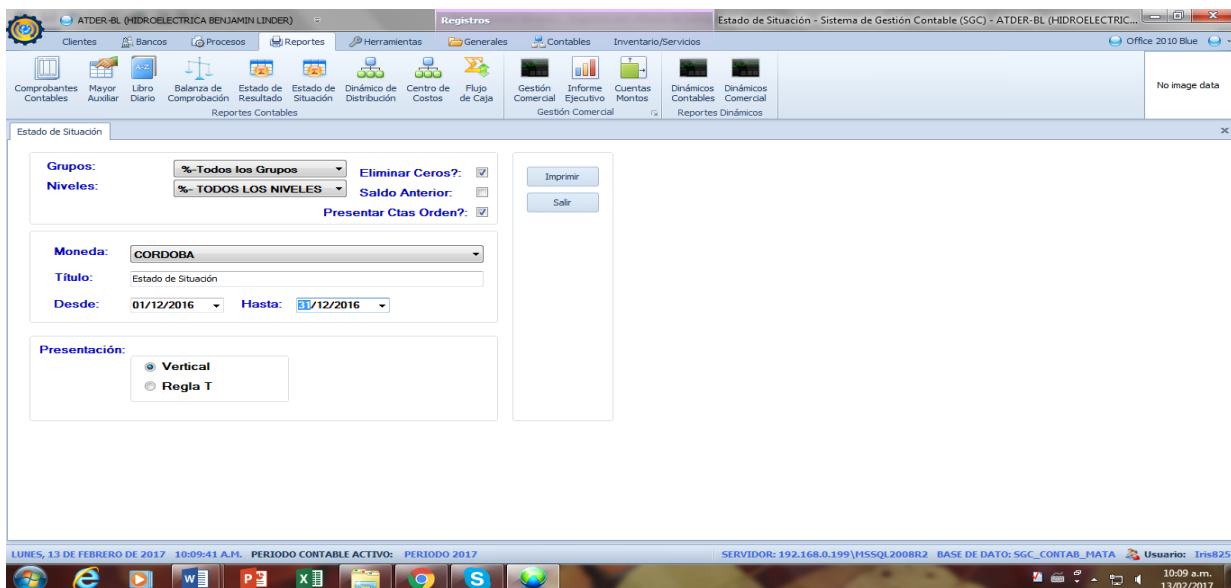 ATDER-BL (HIDROELECTRICA BENJAMIN LINDER)
Registros
Estado de Situación - Sistema de Gestión Contable (SGC) - ATDER-BL (HIDROELECTRIC...
Clientes Bancos Procesos Reportes Herramientas Generales Contables Inventario/Servicios Office 2010 Blue
Comprobantes Contables
Mayor Auxiliar
A-Z
Libro Diario
Balanza de Comprobación
Estado de Resultado
Estado de Situación
Dinámico de Distribución
Centro de Costos
Flujo de Caja
Gestión Comercial
Informe Ejecutivo
Cuentas Montos
Dinámicos Contables
Dinámicos Comercial
No image data
Reportes Contables Gestión Comercial Reportes Dinámicos
Estado de Situación
Grupos: %-Todos los Grupos Eliminar Ceros?:
Niveles: %- TODOS LOS NIVELES Saldo Anterior:
Presentar Ctas Orden?:
Imprimir
Salir
Moneda: CORDOBA
Título: Estado de Situación
Desde: 01/12/2016 Hasta: 31/12/2016
Presentación:
Vertical
Regla T
LUNES, 13 DE FEBRERO DE 2017 10:09:41 A.M. PERIODO CONTABLE ACTIVO: PERIODO 2017 SERVIDOR: 192.168.0.199\MSSQL2008R2 BASE DE DATO: SGC_CONTAB_MATA Usuario: Iris825
10:09 a.m.
13/02/2017